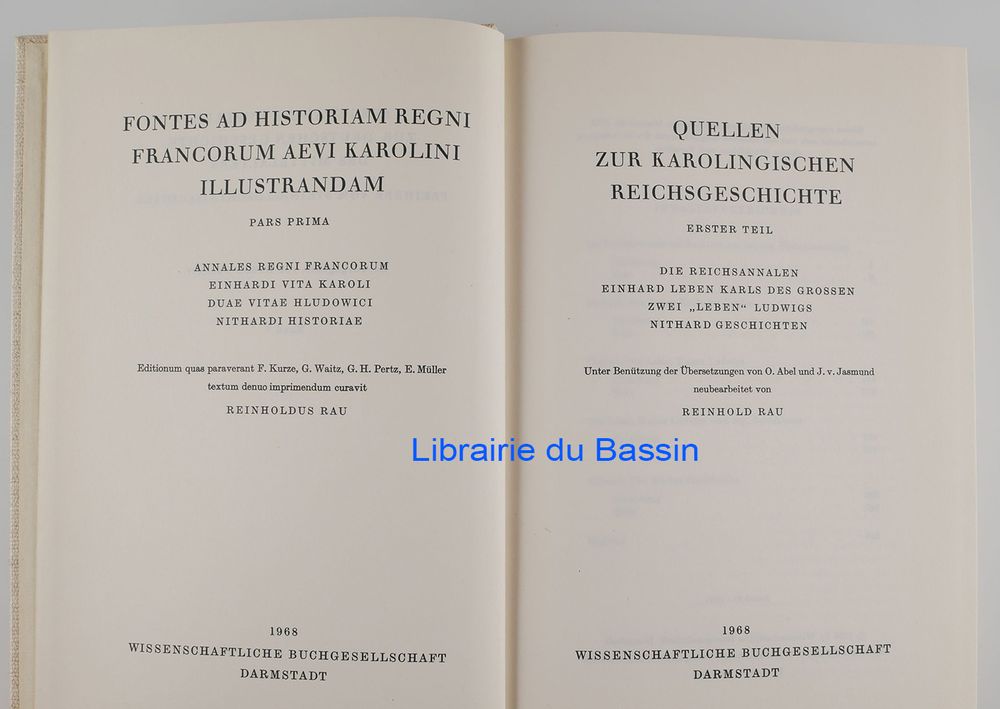 FONTES AD HISTORIAM REGNI
FRANCORUM AEVI KAROLINI
ILLUSTRANDAM
PARS PRIMA
ANNALES REGNI FRANCORUM
EINHARDI VITA KAROLI
DUAE VITAE HLUDOWICI
NITHARDI HISTORIAE
Editionum quas paraverant F. Kurze, G. Waitz, G. H. Pertz, E. Müller
textum denuo imprimendum curavit
REINHOLDUS RAU
1968
WISSENSCHAFTLICHE BUCHGESELLSCHAFT
DARMSTADT
QUELLEN
ZUR KAROLINGISCHEN
REICHSGESCHICHTE
ERSTER TEIL
DIE REICHSANNALEN
EINHARD LEBEN KARLS DES GROSSEN
ZWEI „LEBEN“ LUDWIGS
NITHARD GESCHICHTEN
Unter Benützung der Übersetzungen von O. Abel und J. v. Jasmund
neubearbeitet von
REINHOLD RAU
1968
WISSENSCHAFTLICHE BUCHGESELLSCHAFT
DARMSTADT
Librairie du Bassin